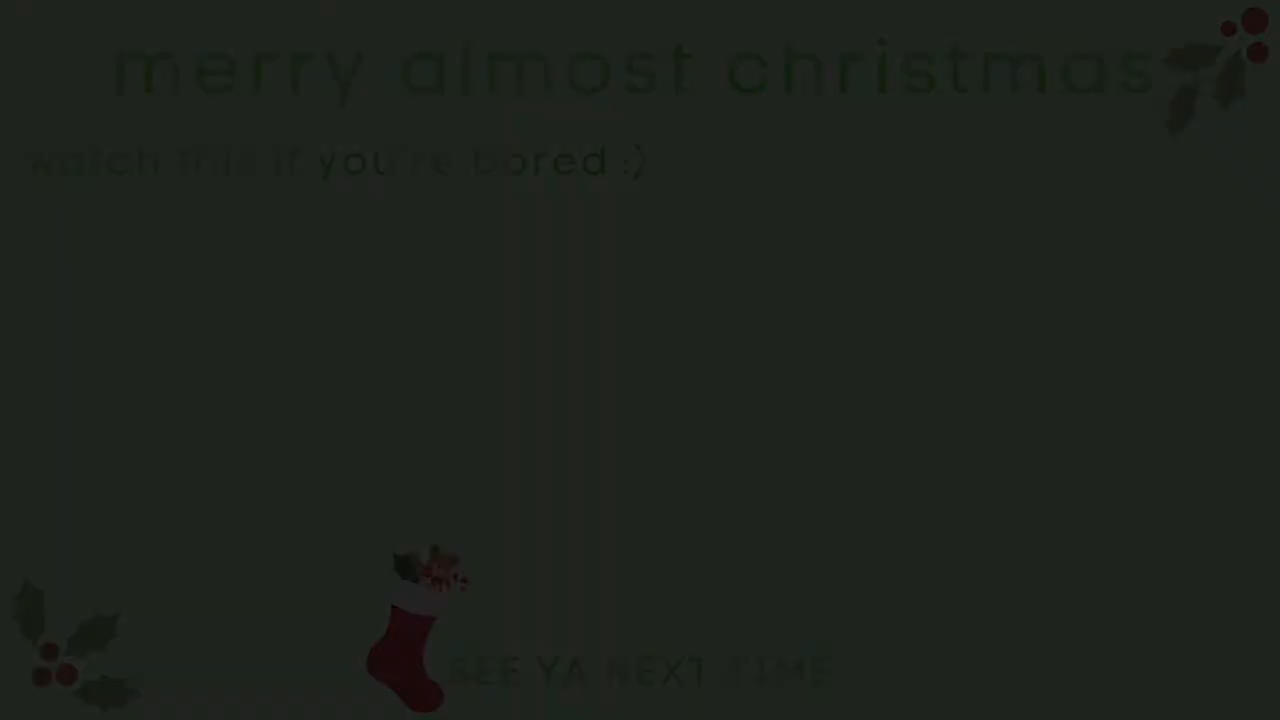 merry almost christmas
watch this if you're bored :)
SEE YA NEXT TIME